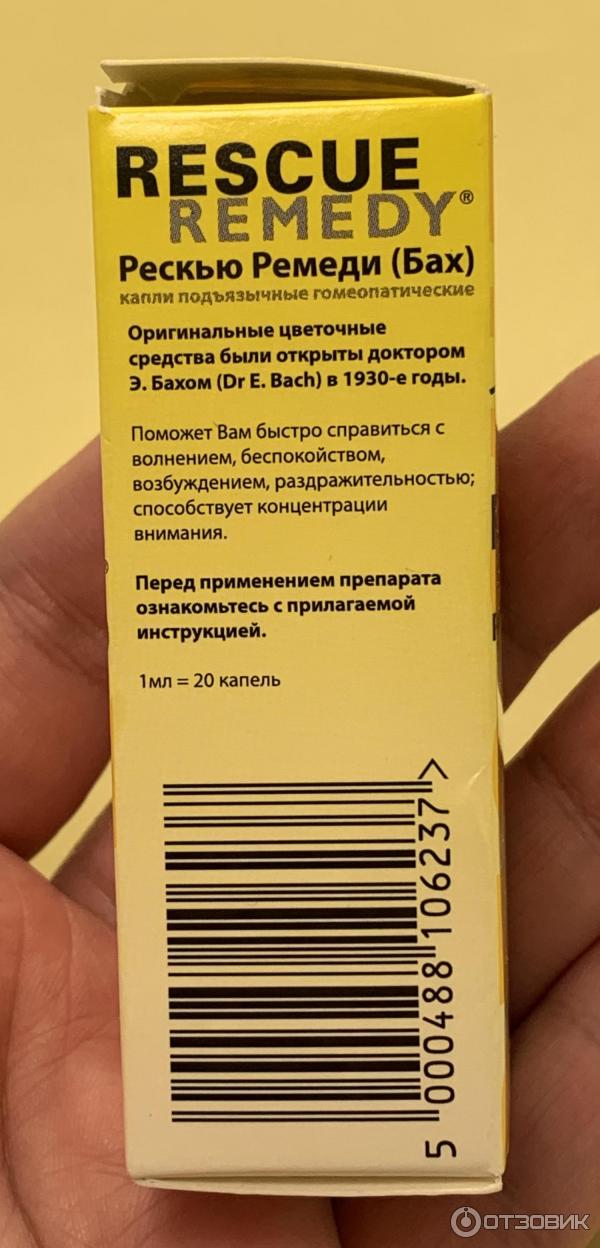 RESCUE
REMEDY®
Рескью Ремеди (Бах)
капли подъязычные гомеопатические
Оригинальные цветочные
средства были открыты доктором
Э. Бахом (Dr E. Bach) в 1930-е годы.
Поможет Вам быстро справиться с
волнением, беспокойством,
возбуждением, раздражительностью;
способствует концентрации
внимания.
Перед применением препарата
ознакомьтесь с прилагаемой
инструкцией.
1мл = 20 капель
5 000488 106237 >
ОТЗОВИК